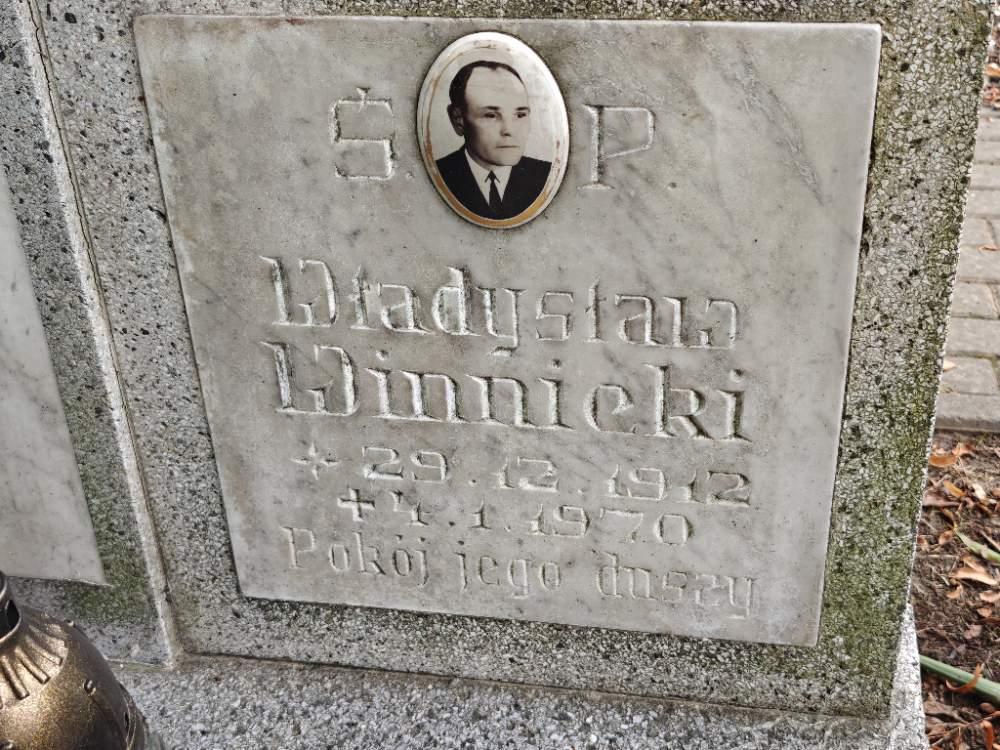 Ś. P.
Władysław
Winnicki
29.12.1912
4.1.1970
Pokój jego duszy